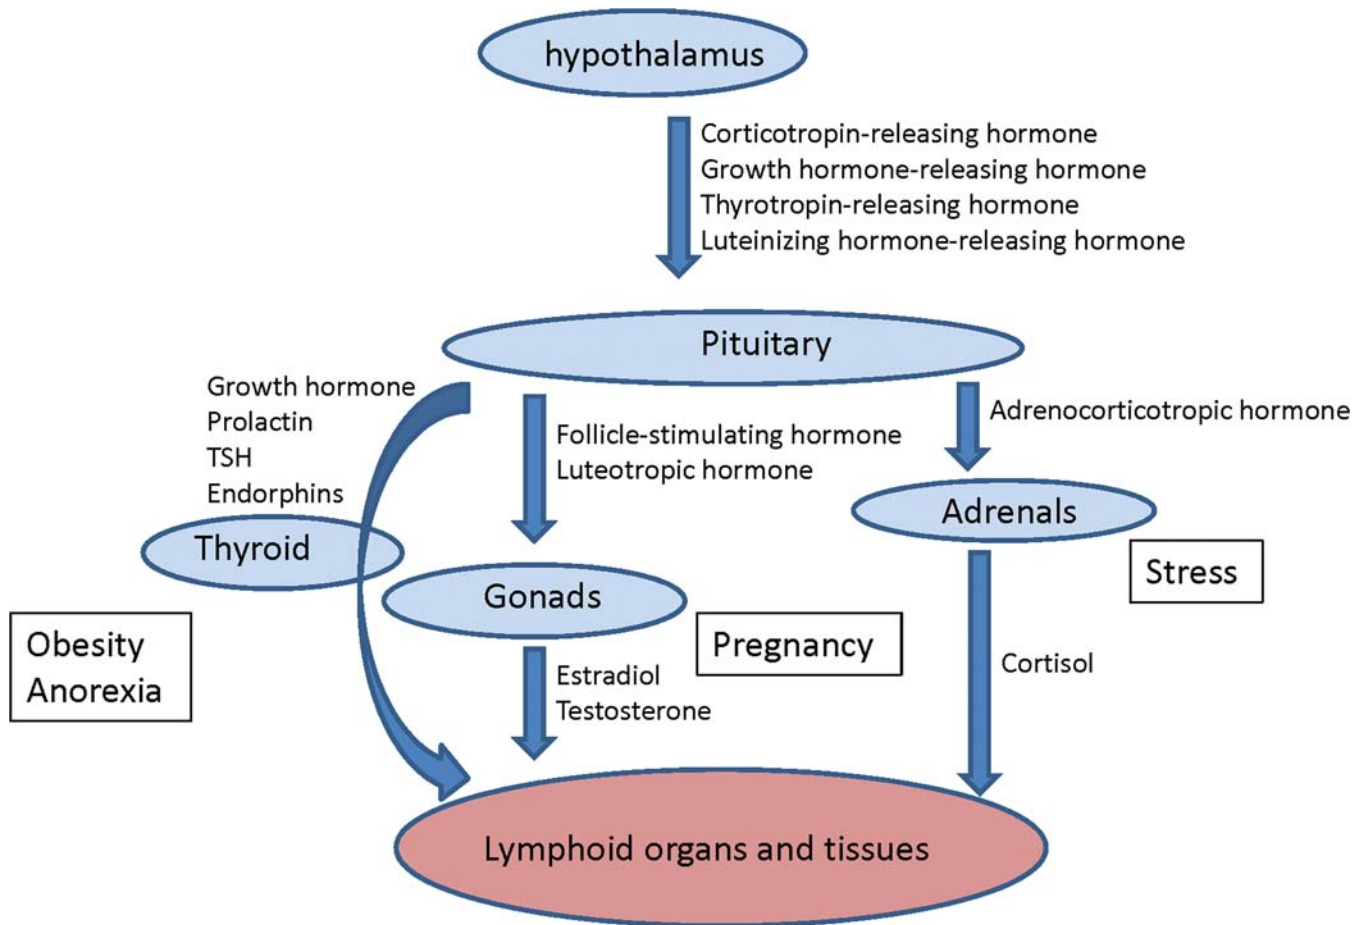 hypothalamus
Corticotropin-releasing hormone
Growth hormone-releasing hormone
Thyrotropin-releasing hormone
Luteinizing hormone-releasing hormone
Pituitary
Growth hormone
Prolactin
TSH
Endorphins
Follicle-stimulating hormone
Luteotropic hormone
Adrenocorticotropic hormone
Thyroid
Gonads
Adrenals
Stress
Obesity
Anorexia
Pregnancy
Estradiol
Testosterone
Cortisol
Lymphoid organs and tissues